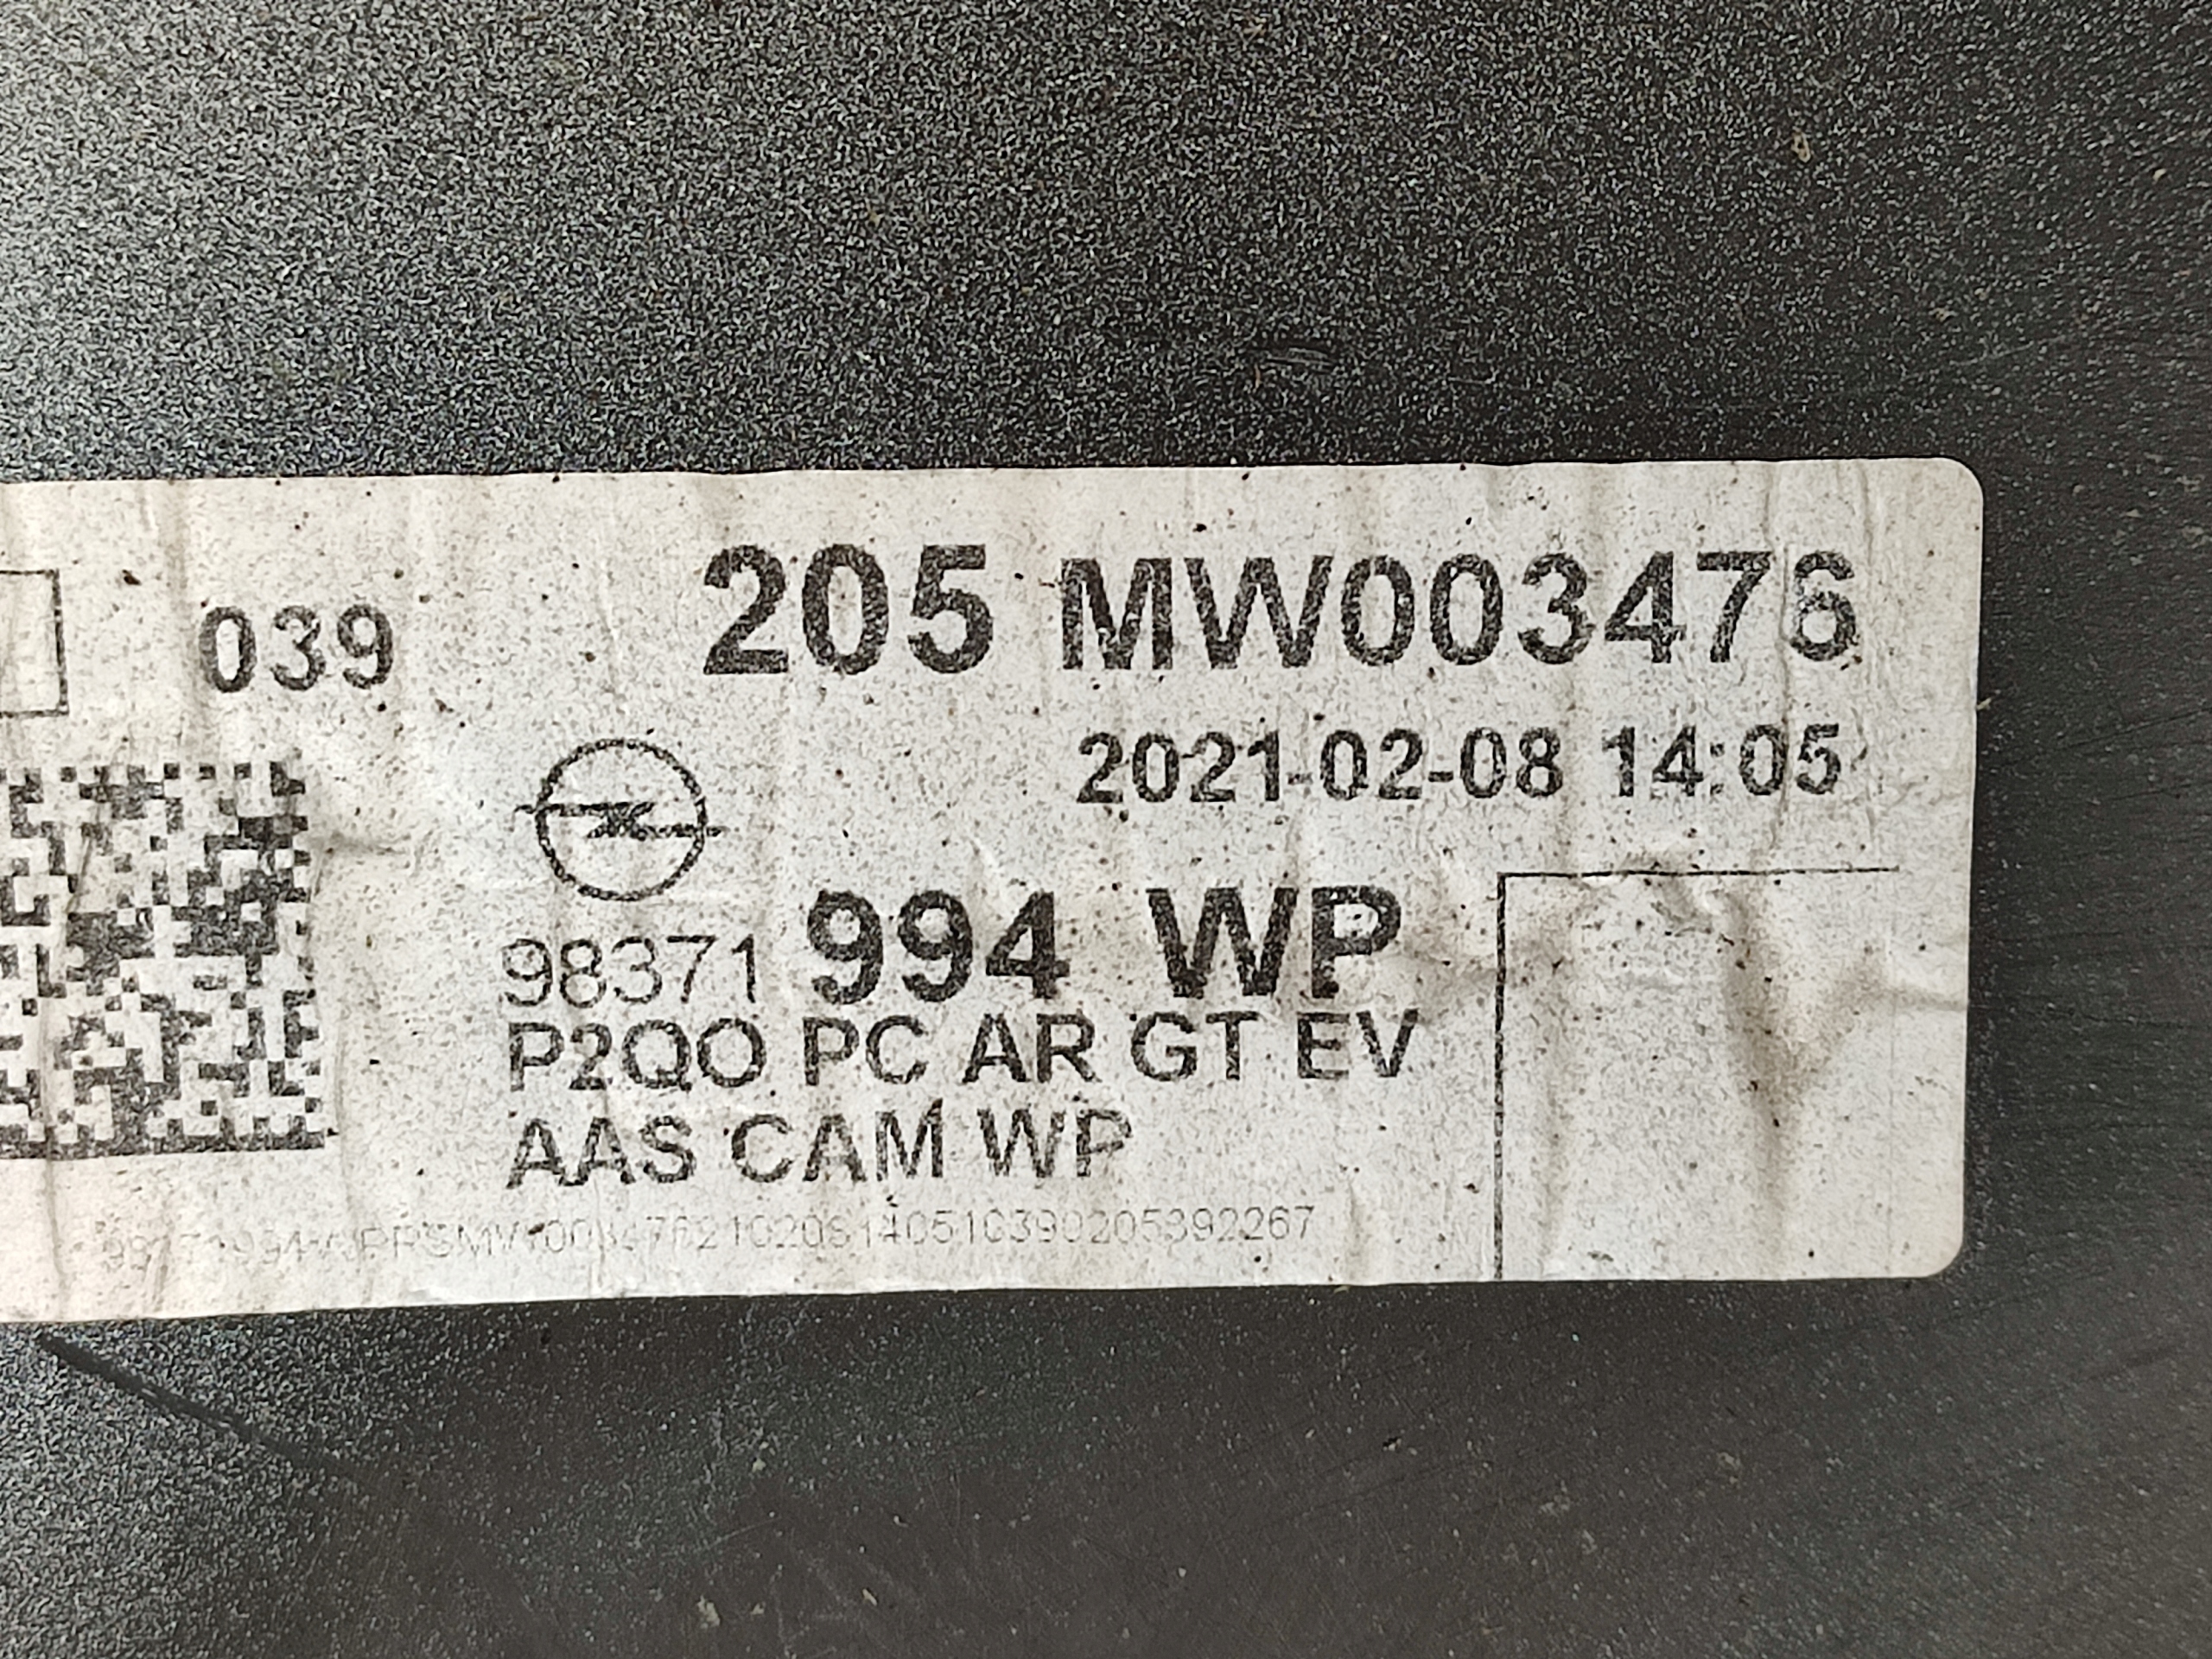 039
205 MW003476
2021-02-08 14:05
98371 994 WP
P2QO PC AR GT EV
AAS CAM WP